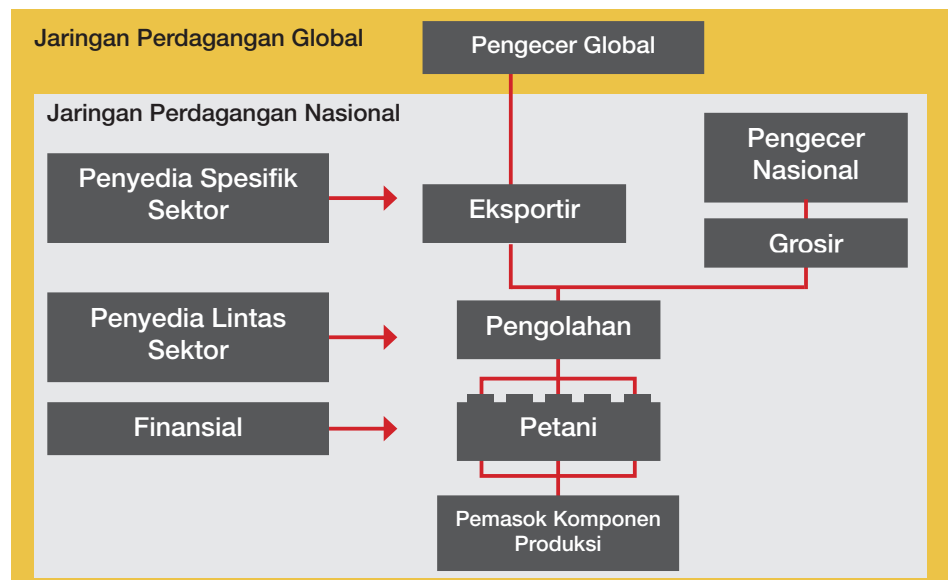 Jaringan Perdagangan Global
Pengecer Global
Jaringan Perdagangan Nasional
Pengecer
Nasional
Penyedia Spesifik
Sektor
Eksportir
Grosir
Penyedia Lintas
Sektor
Pengolahan
Finansial
Petani
Pemasok Komponen
Produksi